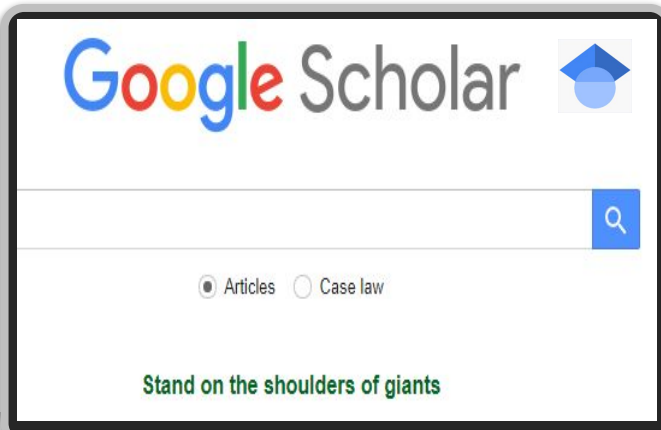 Google Scholar
Articles Case law
Stand on the shoulders of giants